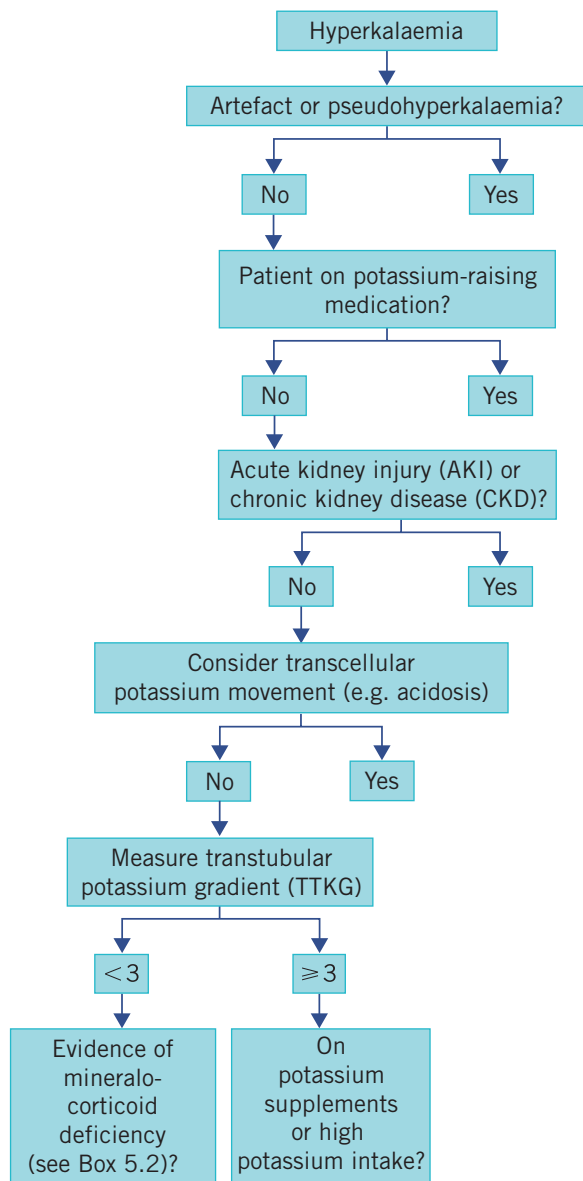 Hyperkalaemia
Artefact or pseudohyperkalaemia?
No
Yes
Patient on potassium-raising
medication?
No
Yes
Acute kidney injury (AKI) or
chronic kidney disease (CKD)?
No
Yes
Consider transcellular
potassium movement (e.g. acidosis)
No
Yes
Measure transtubular
potassium gradient (TTKG)
<3
⩾3
Evidence of
mineralo-
corticoid
deficiency
(see Box 5.2)?
On
potassium
supplements
or high
potassium intake?